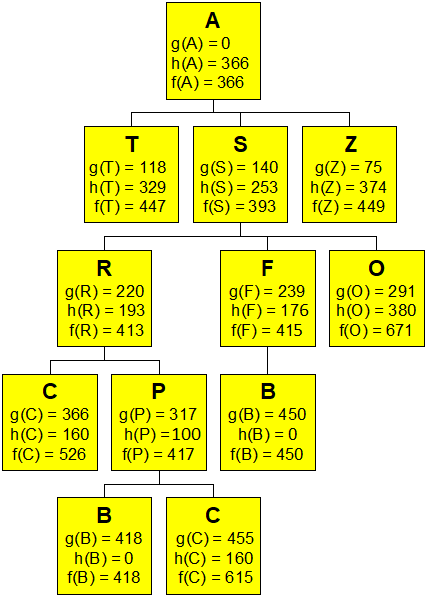 A
g(A) = 0
h(A) = 366
f(A) = 366
T
g(T) = 118
h(T) = 329
f(T) = 447
S
g(S) = 140
h(S) = 253
f(S) = 393
Z
g(Z) = 75
h(Z) = 374
f(Z) = 449
R
g(R) = 220
h(R) = 193
f(R) = 413
F
g(F) = 239
h(F) = 176
f(F) = 415
O
g(O) = 291
h(O) = 380
f(O) = 671
C
g(C) = 366
h(C) = 160
f(C) = 526
P
g(P) = 317
h(P) =100
f(P) = 417
B
g(B) = 450
h(B) = 0
f(B) = 450
B
g(B) = 418
h(B) = 0
f(B) = 418
C
g(C) = 455
h(C) = 160
f(C) = 615